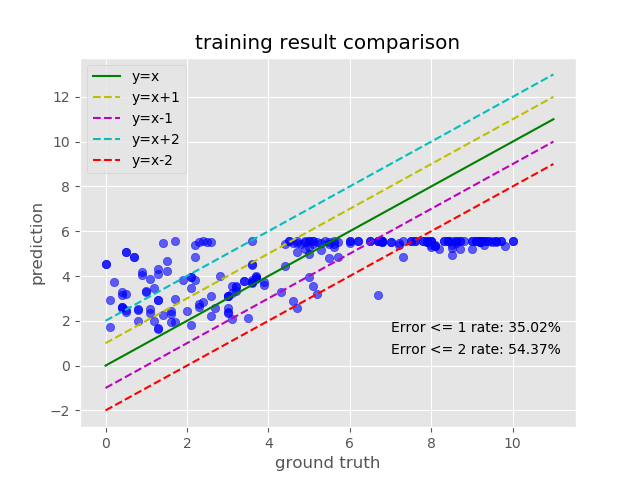 training result comparison
y=x
y=x+1
y=x-1
y=x+2
y=x-2
12
10
8
6
4
2
0
−2
prediction
Error <= 1 rate: 35.02%
Error <= 2 rate: 54.37%
0 2 4 6 8 10
ground truth